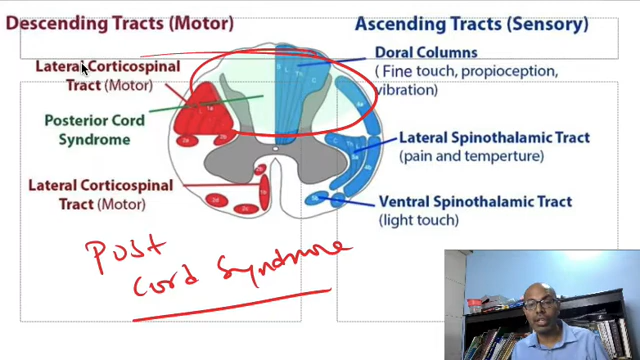 Descending Tracts (Motor)
Lateral Corticospinal
Tract (Motor)
Posterior Cord
Syndrome
Lateral Corticospinal
Tract (Motor)
Ascending Tracts (Sensory)
Doral Columns
( Fine touch, propioception,
vibration)
Lateral Spinothalamic Tract
(pain and temperture)
Ventral Spinothalamic Tract
(light touch)
Post
Cord Syndrome